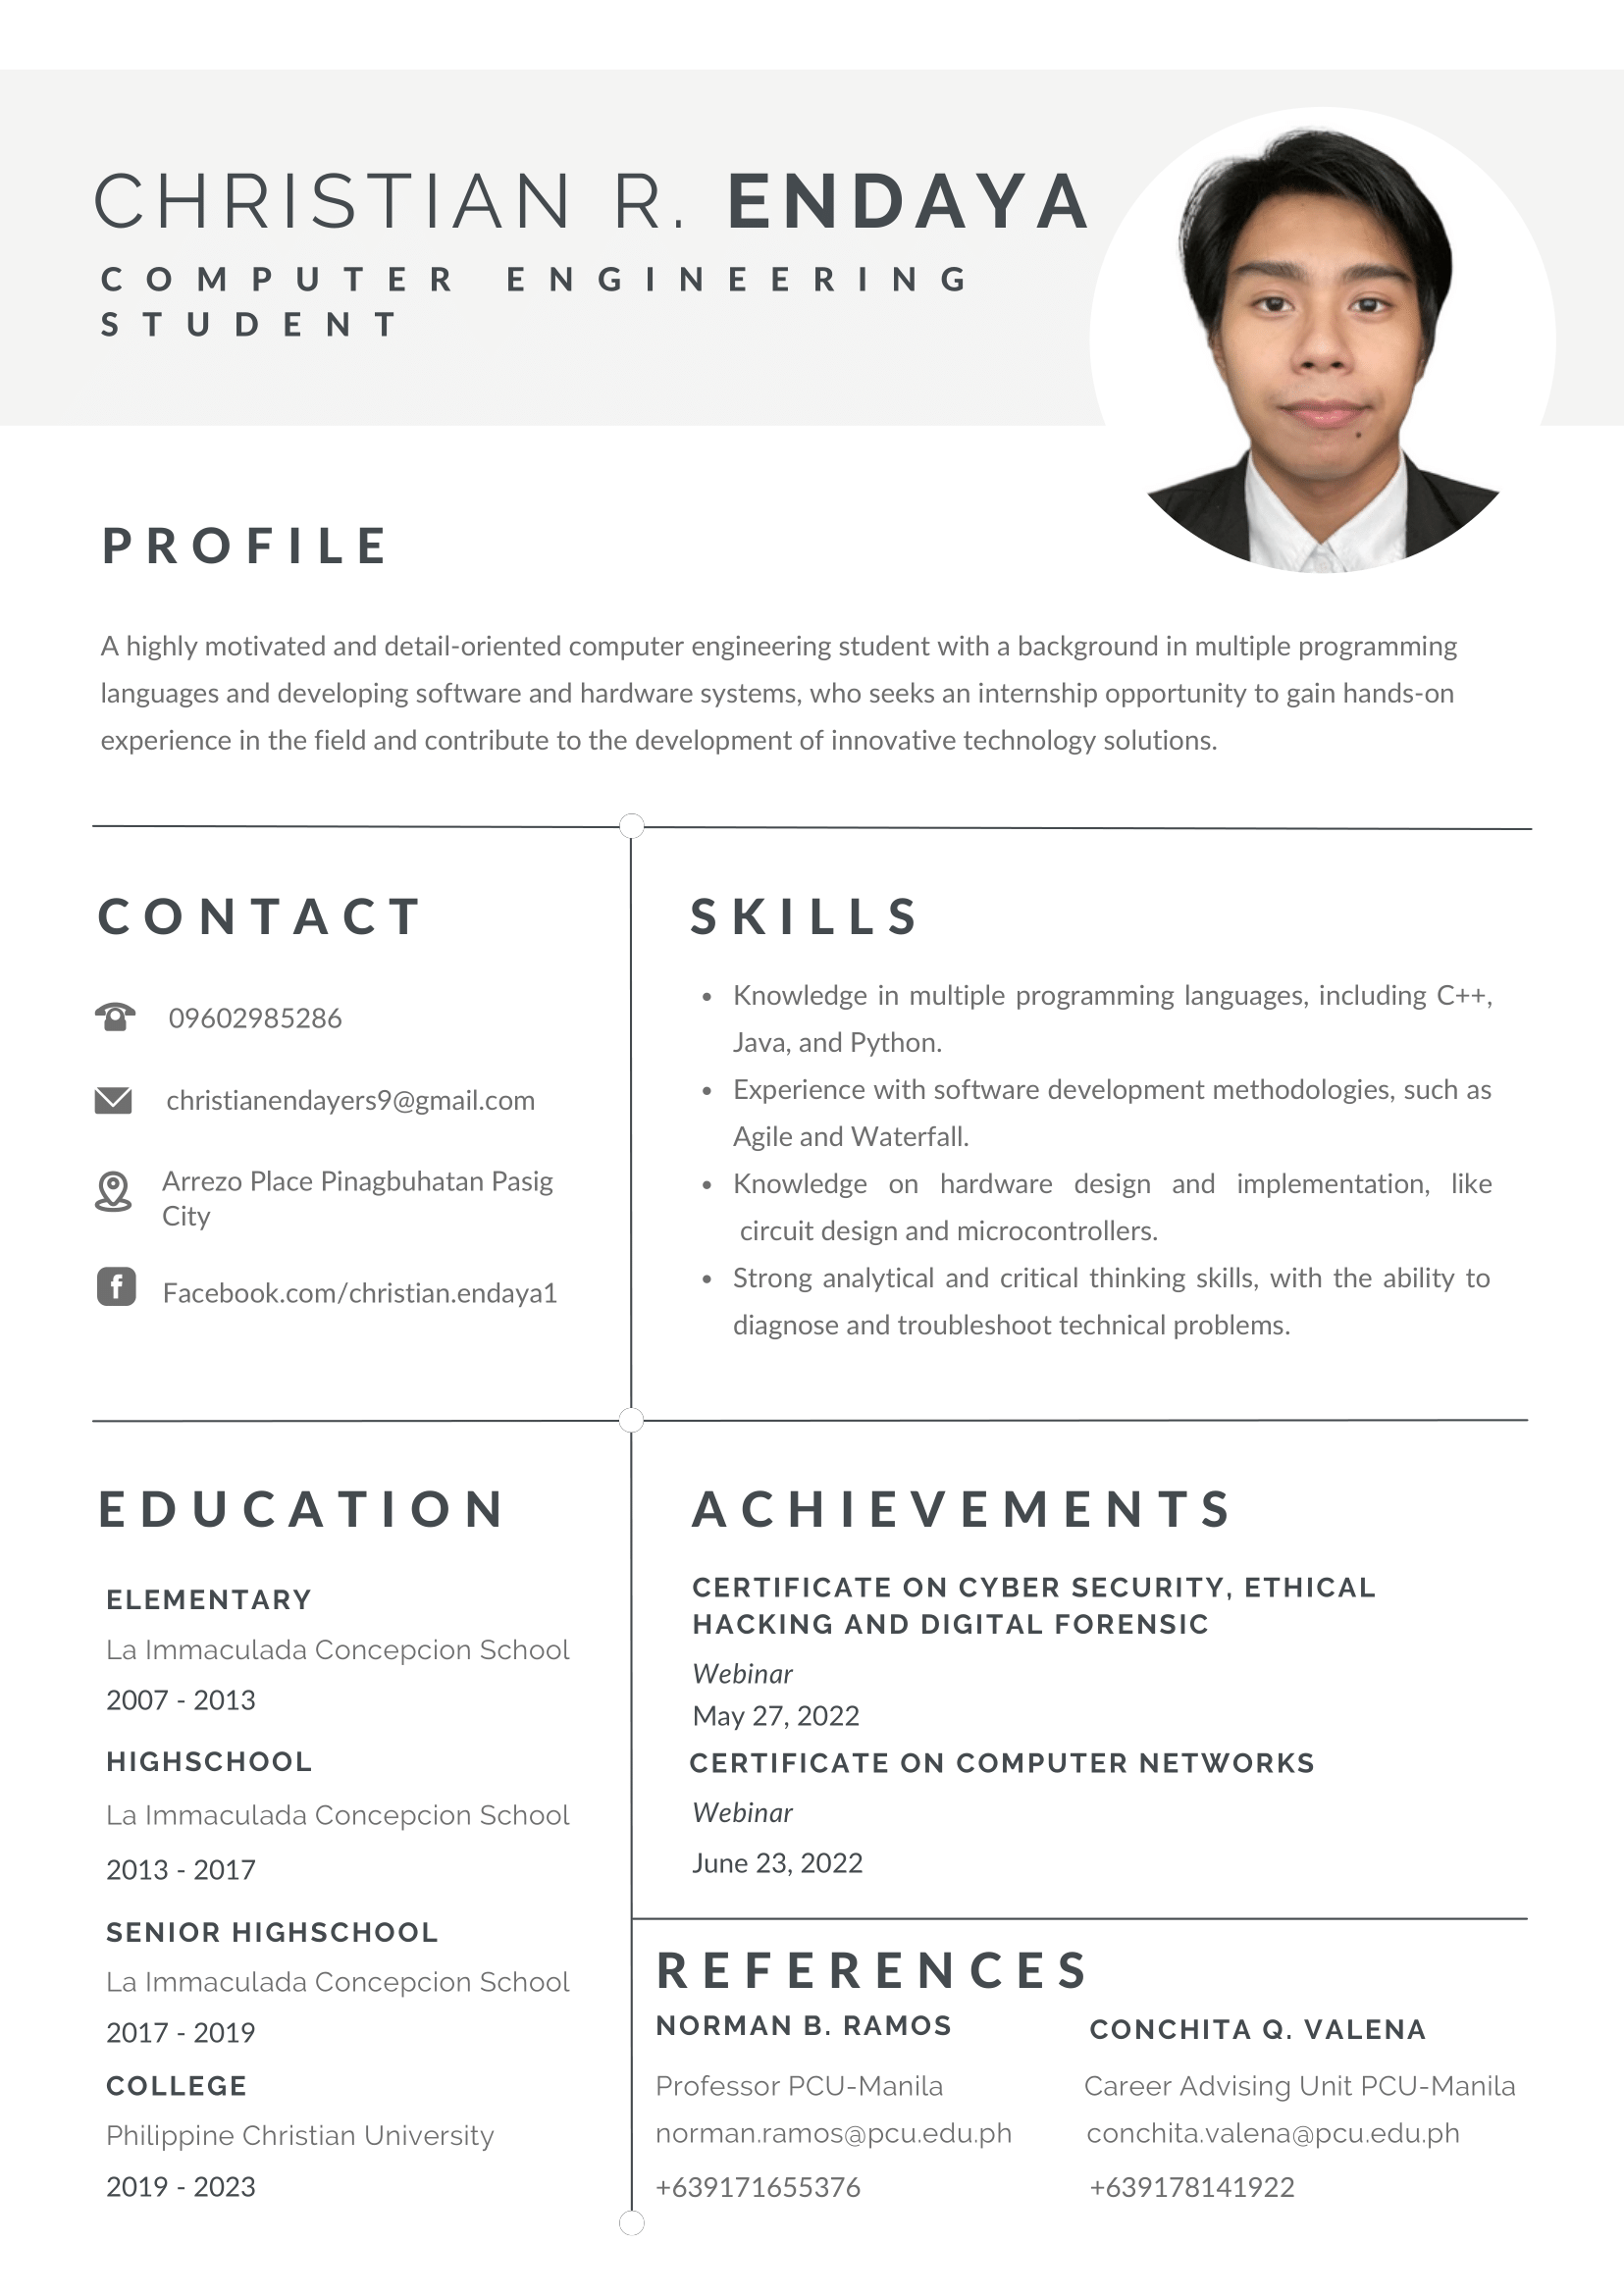 CHRISTIAN R. ENDAYA
COMPUTER ENGINEERING
STUDENT
PROFILE
A highly motivated and detail-oriented computer engineering student with a background in multiple programming
languages and developing software and hardware systems, who seeks an internship opportunity to gain hands-on
experience in the field and contribute to the development of innovative technology solutions.
CONTACT
09602985286
christianendayers9@gmail.com
Arrezo Place Pinagbuhatan Pasig
City
Facebook.com/christian.endaya1
SKILLS
• Knowledge in multiple programming languages, including C++,
Java, and Python.
• Experience with software development methodologies, such as
Agile and Waterfall.
• Knowledge on hardware design and implementation, like
circuit design and microcontrollers.
• Strong analytical and critical thinking skills, with the ability to
diagnose and troubleshoot technical problems.
EDUCATION
ELEMENTARY
La Immaculada Concepcion School
2007 - 2013
HIGHSCHOOL
La Immaculada Concepcion School
2013 - 2017
SENIOR HIGHSCHOOL
La Immaculada Concepcion School
2017 - 2019
COLLEGE
Philippine Christian University
2019 - 2023
ACHIEVEMENTS
CERTIFICATE ON CYBER SECURITY, ETHICAL
HACKING AND DIGITAL FORENSIC
Webinar
May 27, 2022
CERTIFICATE ON COMPUTER NETWORKS
Webinar
June 23, 2022
REFERENCES
NORMAN B. RAMOS
Professor PCU-Manila
norman.ramos@pcu.edu.ph
+639171655376
CONCHITA Q. VALENA
Career Advising Unit PCU-Manila
conchita.valena@pcu.edu.ph
+639178141922